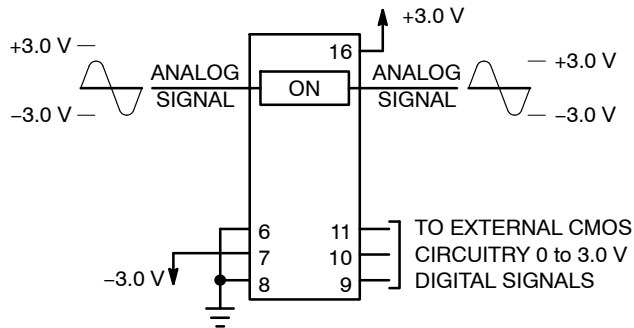 +3.0 V
16
+3.0 V
ANALOG
SIGNAL
ON
ANALOG
SIGNAL
+3.0 V
−3.0 V
−3.0 V
6
7
8
11
10
9
TO EXTERNAL CMOS
CIRCUITRY 0 to 3.0 V
DIGITAL SIGNALS
−3.0 V